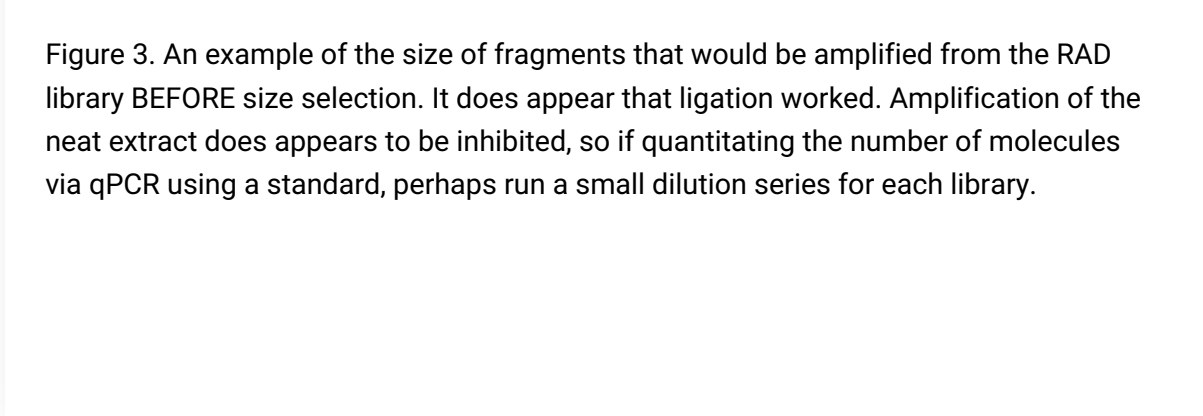 Figure 3. An example of the size of fragments that would be amplified from the RAD
library BEFORE size selection. It does appear that ligation worked. Amplification of the
neat extract does appears to be inhibited, so if quantitating the number of molecules
via qPCR using a standard, perhaps run a small dilution series for each library.